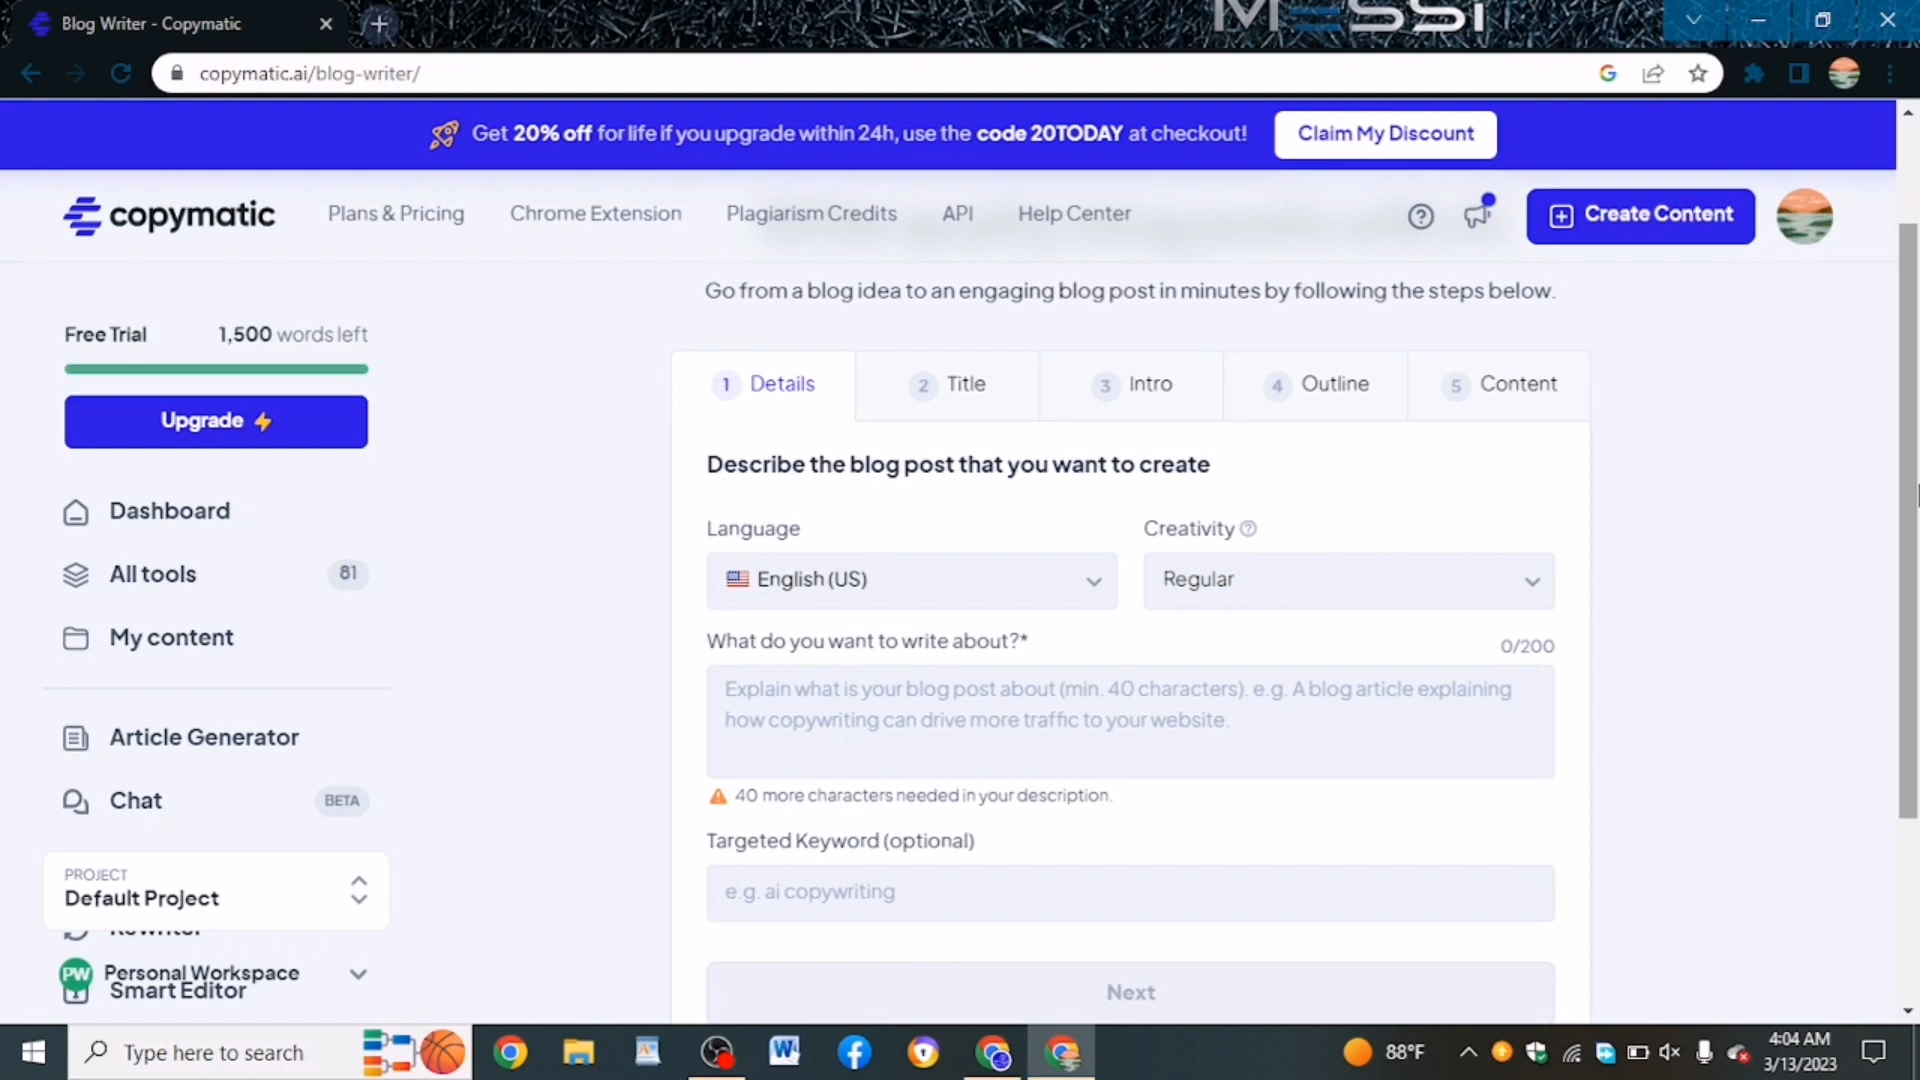 MESSI
Blog Writer - Copymatic
copymatic.ai/blog-writer/
Get 20% off for life if you upgrade within 24h, use the code 20TODAY at checkout!
Claim My Discount
copymatic
Plans & Pricing
Chrome Extension
Plagiarism Credits
API
Help Center
Create Content
Go from a blog idea to an engaging blog post in minutes by following the steps below.
Free Trial
1,500 words left
Upgrade
Dashboard
All tools
81
My content
Article Generator
Chat
BETA
PROJECT
Default Project
Rewriter
PW
Personal Workspace
Smart Editor
1 Details
2 Title
3 Intro
4 Outline
5 Content
Describe the blog post that you want to create
Language
Creativity
English (US)
Regular
What do you want to write about?*
0/200
Explain what is your blog post about (min. 40 characters). e.g. A blog article explaining
how copywriting can drive more traffic to your website.
40 more characters needed in your description.
Targeted Keyword (optional)
e.g. ai copywriting
Next
Type here to search
88°F
4:04 AM
3/13/2023